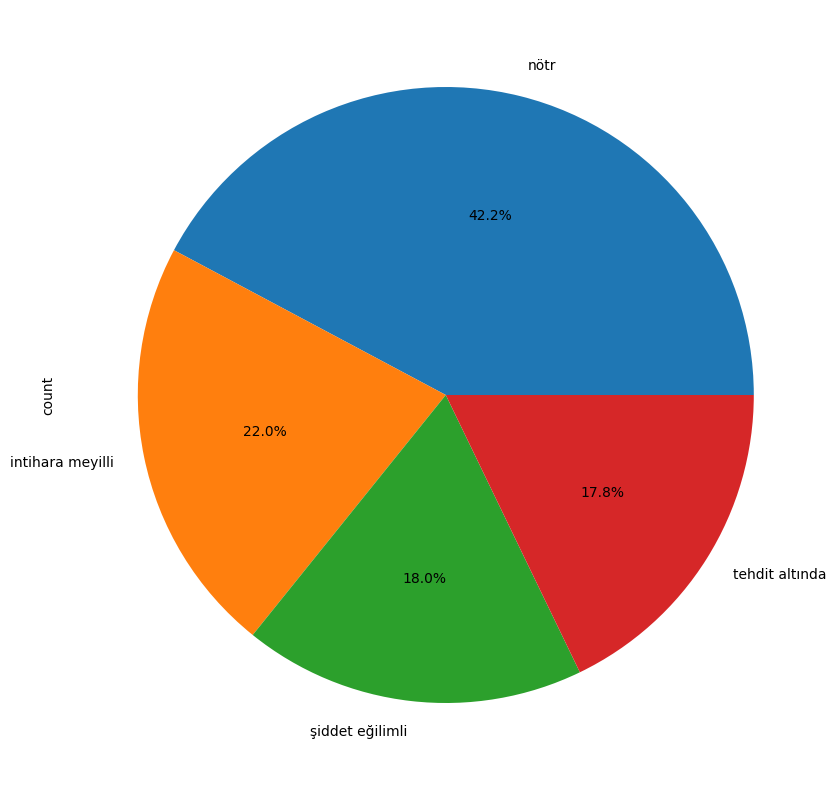 nötr
42.2%
count
22.0%
intihara meyilli
17.8%
18.0%
tehdit altında
şiddet eğilimli